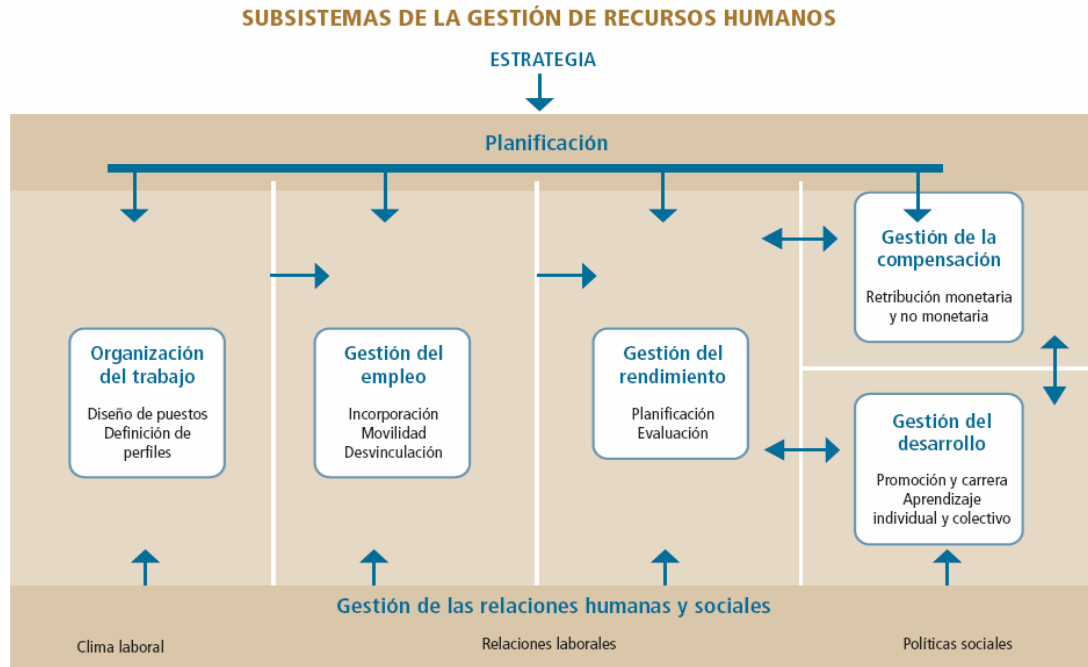 SUBSISTEMAS DE LA GESTIÓN DE RECURSOS HUMANOS
ESTRATEGIA
Planificación
Organización
del trabajo
Diseño de puestos
Definición de
perfiles
Gestión del
empleo
Incorporación
Movilidad
Desvinculación
Gestión del
rendimiento
Planificación
Evaluación
Gestión de la
compensación
Retribución monetaria
y no monetaria
Gestión del
desarrollo
Promoción y carrera
Aprendizaje
individual y colectivo
Gestión de las relaciones humanas y sociales
Clima laboral
Relaciones laborales
Políticas sociales